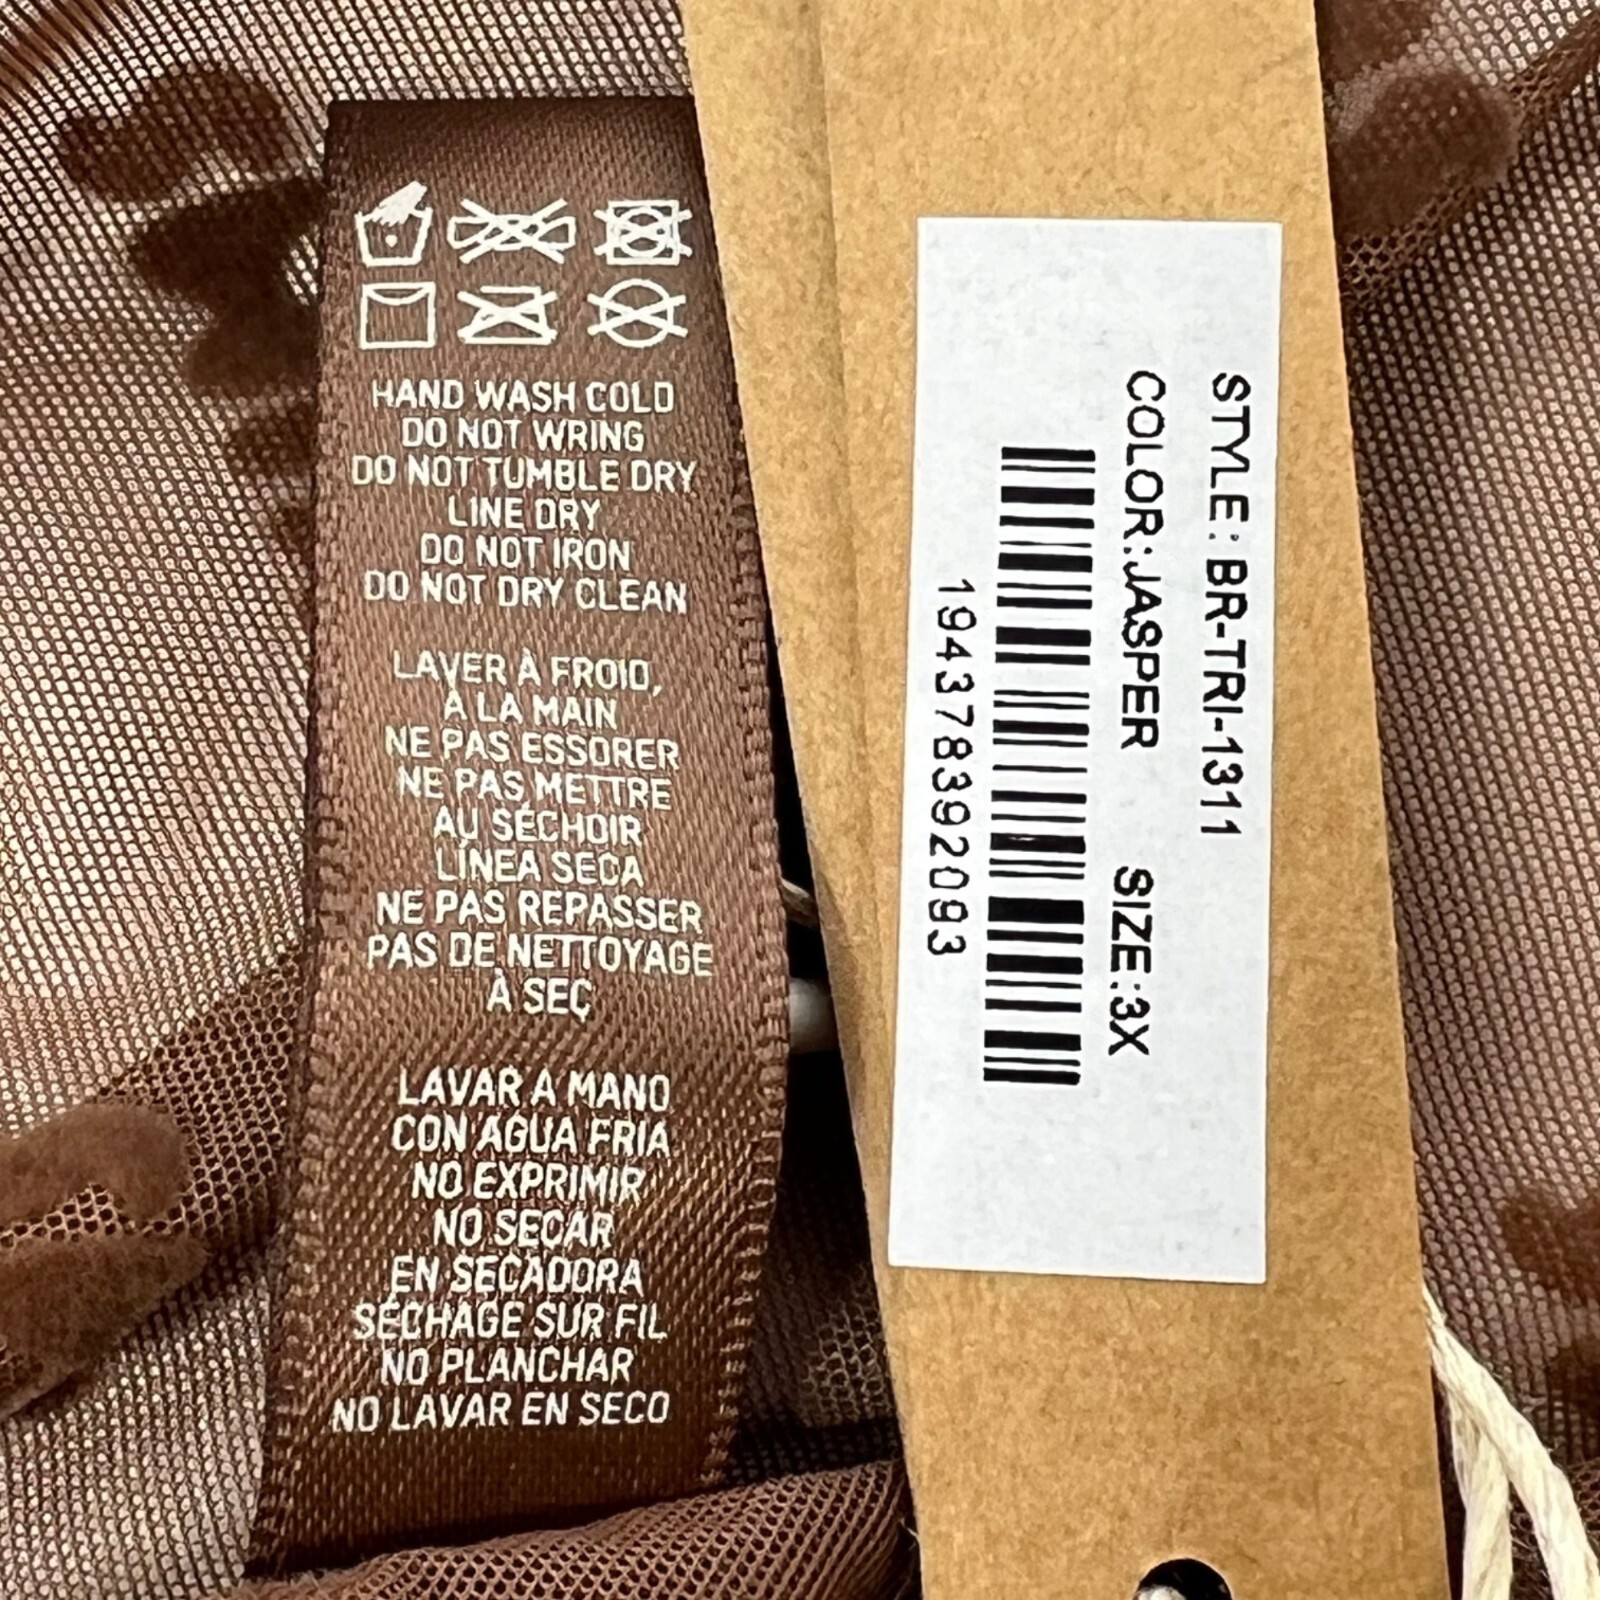 HAND WASH COLD
DO NOT WRING
DO NOT TUMBLE DRY
LINE DRY
DO NOT IRON
DO NOT DRY CLEAN
LAVER À FROID,
À LA MAIN
NE PAS ESSORER
NE PAS METTRE
AU SÉCHOIR
LÍNEA SECA
NE PAS REPASSER
PAS DE NETTOYAGE
À SEC
LAVAR A MANO
CON AGUA FRIA
NO EXPRIMIR
NO SECAR
EN SECADORA
SÉCHAGE SUR FIL
NO PLANCHAR
NO LAVAR EN SECO
STYLE: BR-TRI-1311
COLOR:JASPER SIZE:3X
194378392093